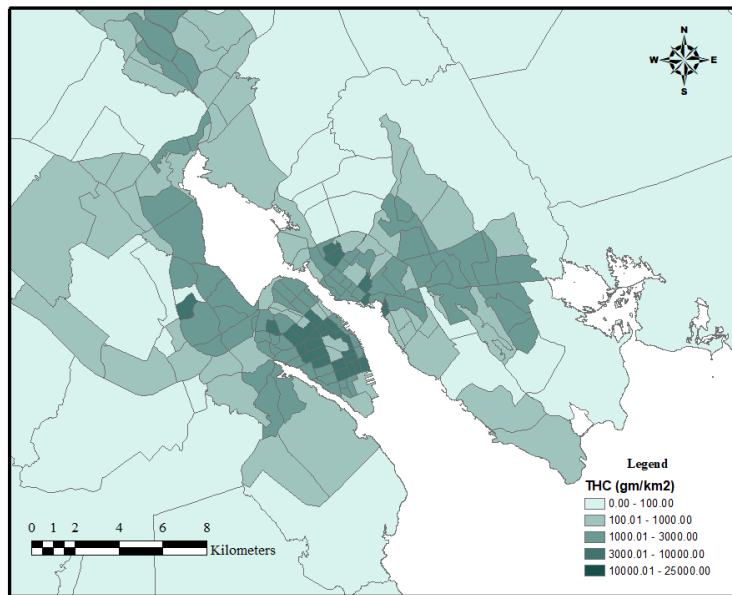 N
W E
S
Legend
THC (gm/km2)
0.00 - 100.00
100.01 - 1000.00
1000.01 - 3000.00
3000.01 - 10000.00
10000.01 - 25000.00
0 1 2 4 6 8
Kilometers